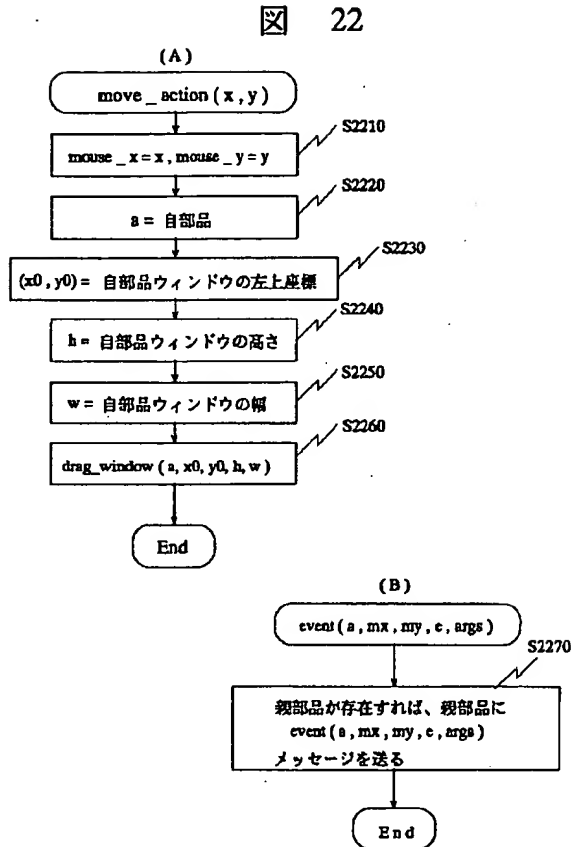 図 22
(A)
move_action(x,y)
S2210
mouse_x=x,mouse_y=y
S2220
a=自部品
S2230
(x0,y0)=自部品ウィンドウの左上座標
S2240
h=自部品ウィンドウの高さ
S2250
w=自部品ウィンドウの幅
S2260
drag_window(a,x0,y0,h,w)
End
(B)
event(a,mx,my,e,args)
S2270
親部品が存在すれば、親部品に
event(a,mx,my,e,args)
メッセージを送る
End